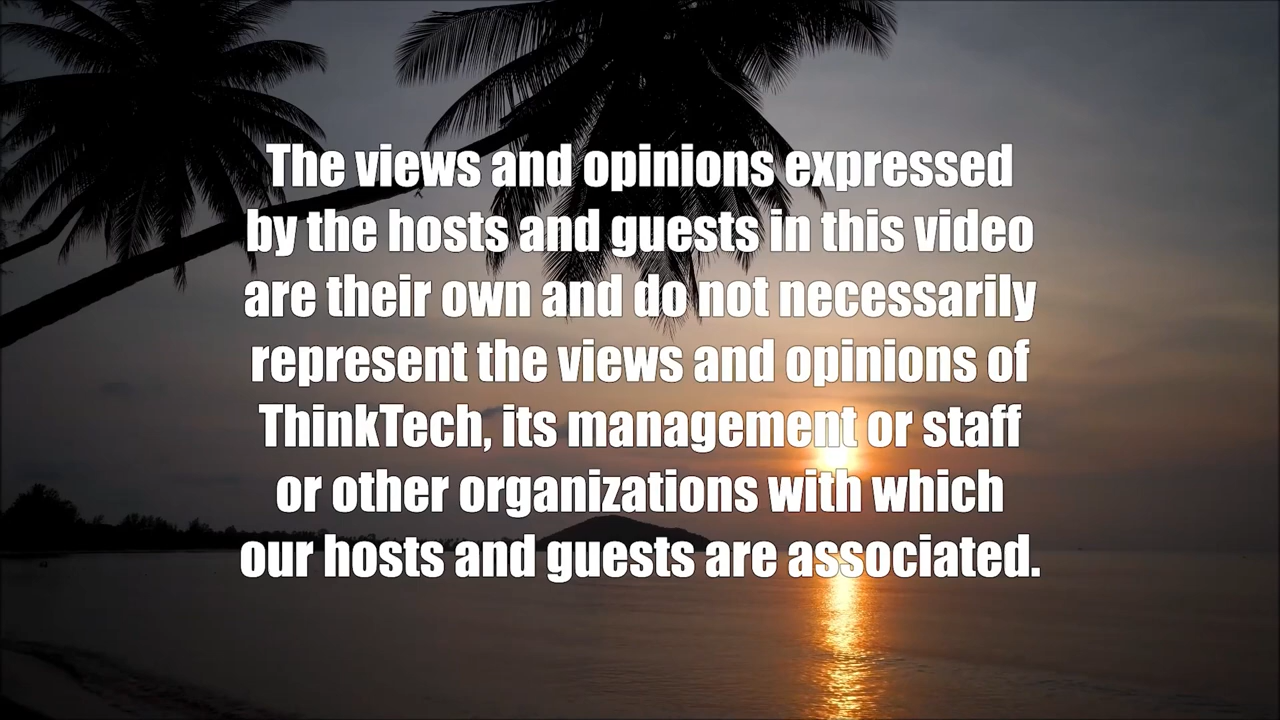 The views and opinions expressed
by the hosts and guests in this video
are their own and do not necessarily
represent the views and opinions of
ThinkTech, its management or staff
or other organizations with which
our hosts and guests are associated.